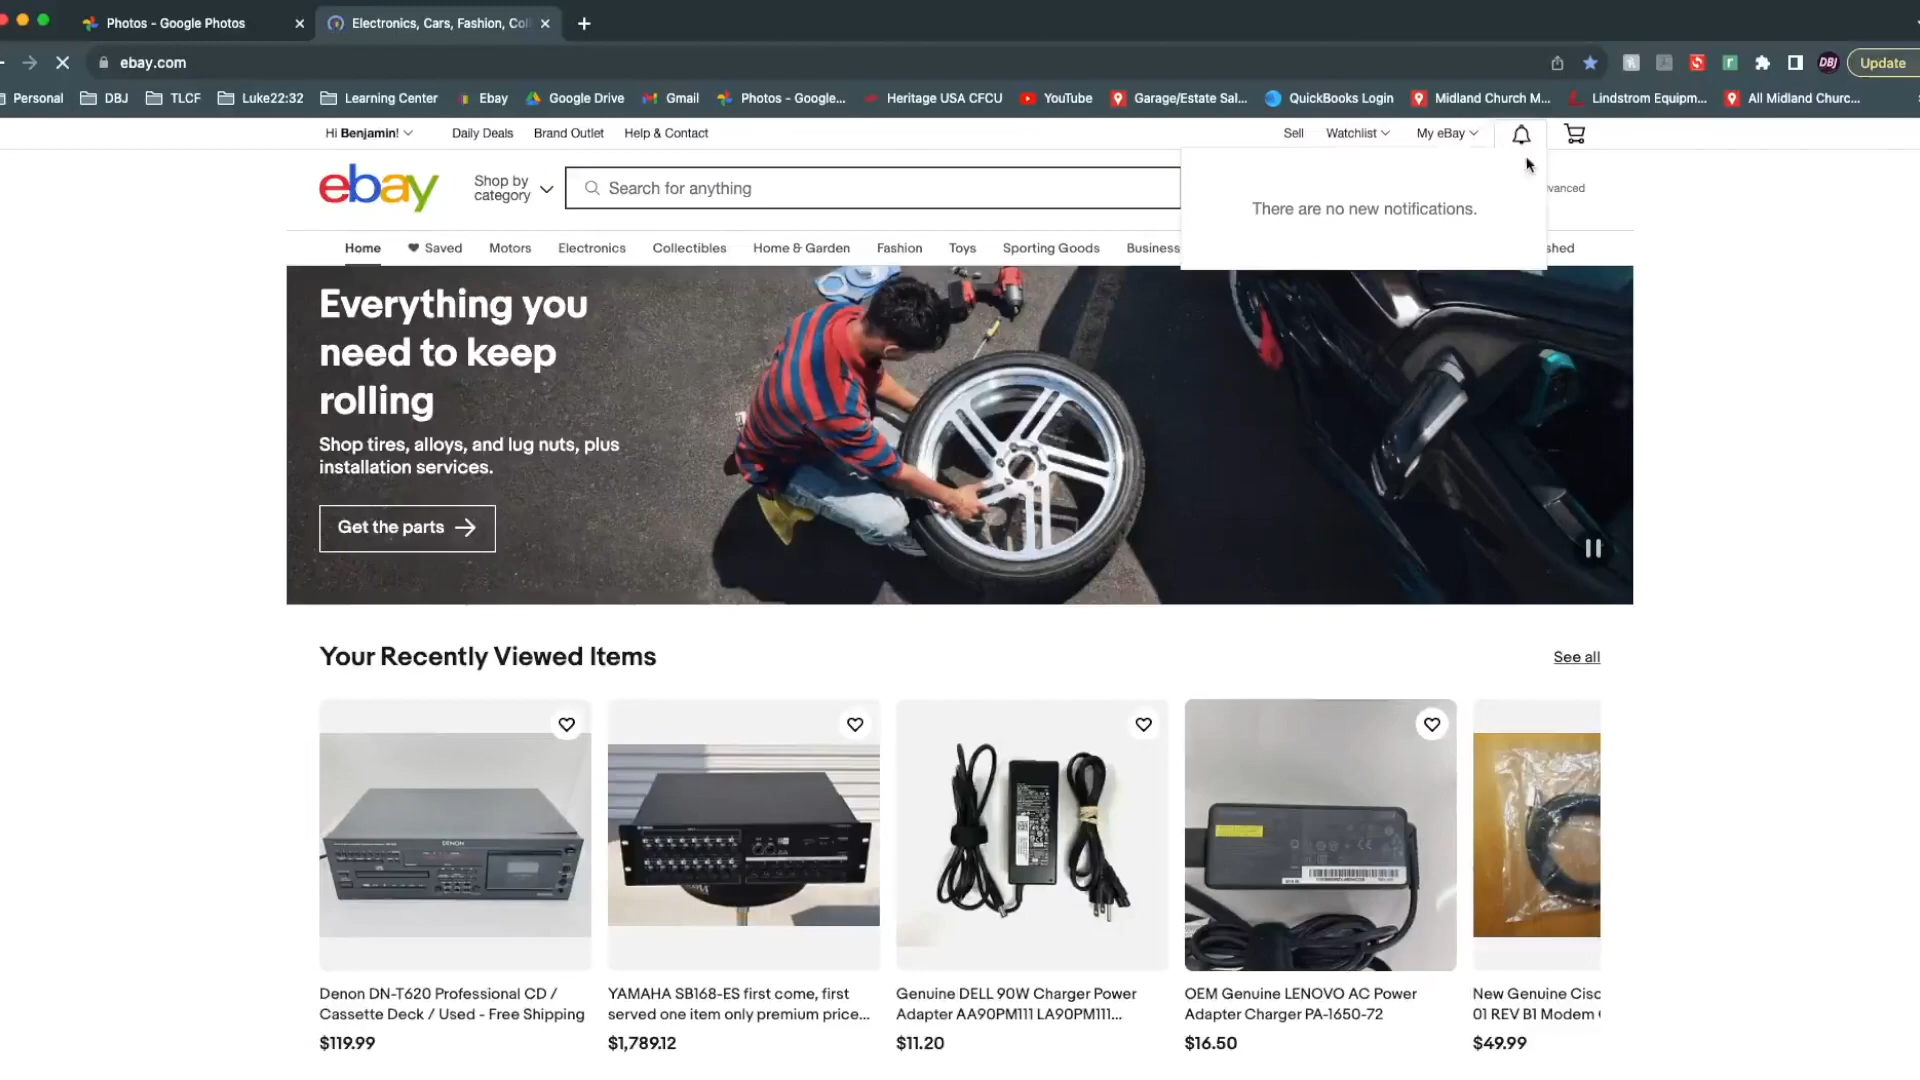 Photos - Google Photos
Electronics, Cars, Fashion, Col
ebay.com
DBJ
Update
Personal
DBJ
TLCF
Luke22:32
Learning Center
Ebay
Google Drive
Gmail
Photos - Google...
Heritage USA CFCU
YouTube
Garage/Estate Sal...
QuickBooks Login
Midland Church M...
Lindstrom Equipm...
All Midland Churc...
Hi Benjamin!
Daily Deals
Brand Outlet
Help & Contact
Sell
Watchlist
My eBay
ebay
Shop by
category
Search for anything
vanced
There are no new notifications.
Home
Saved
Motors
Electronics
Collectibles
Home & Garden
Fashion
Toys
Sporting Goods
Business
shed
Everything you
need to keep
rolling
Shop tires, alloys, and lug nuts, plus
installation services.
Get the parts
Your Recently Viewed Items
See all
DENON
Denon DN-T620 Professional CD /
Cassette Deck / Used - Free Shipping
$119.99
YAMAHA SB168-ES first come, first
served one item only premium price...
$1,789.12
Genuine DELL 90W Charger Power
Adapter AA90PM111 LA90PM111...
$11.20
OEM Genuine LENOVO AC Power
Adapter Charger PA-1650-72
$16.50
New Genuine Cisc
01 REV B1 Modem
$49.99